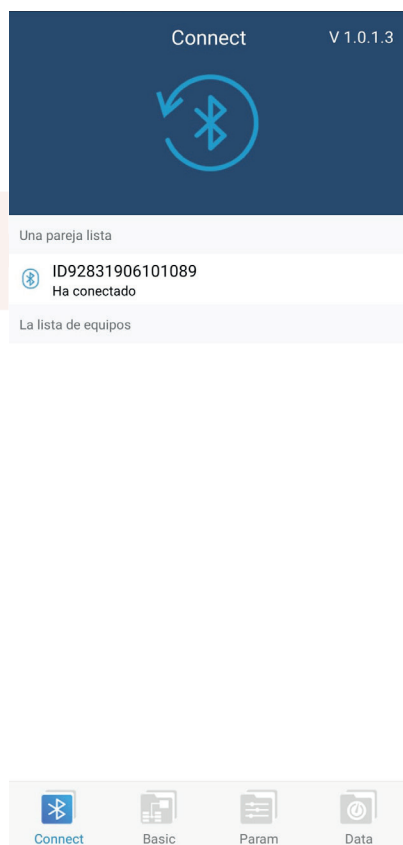 Connect V 1.0.1.3
Una pareja lista
ID92831906101089
Ha conectado
La lista de equipos
Connect Basic Param Data